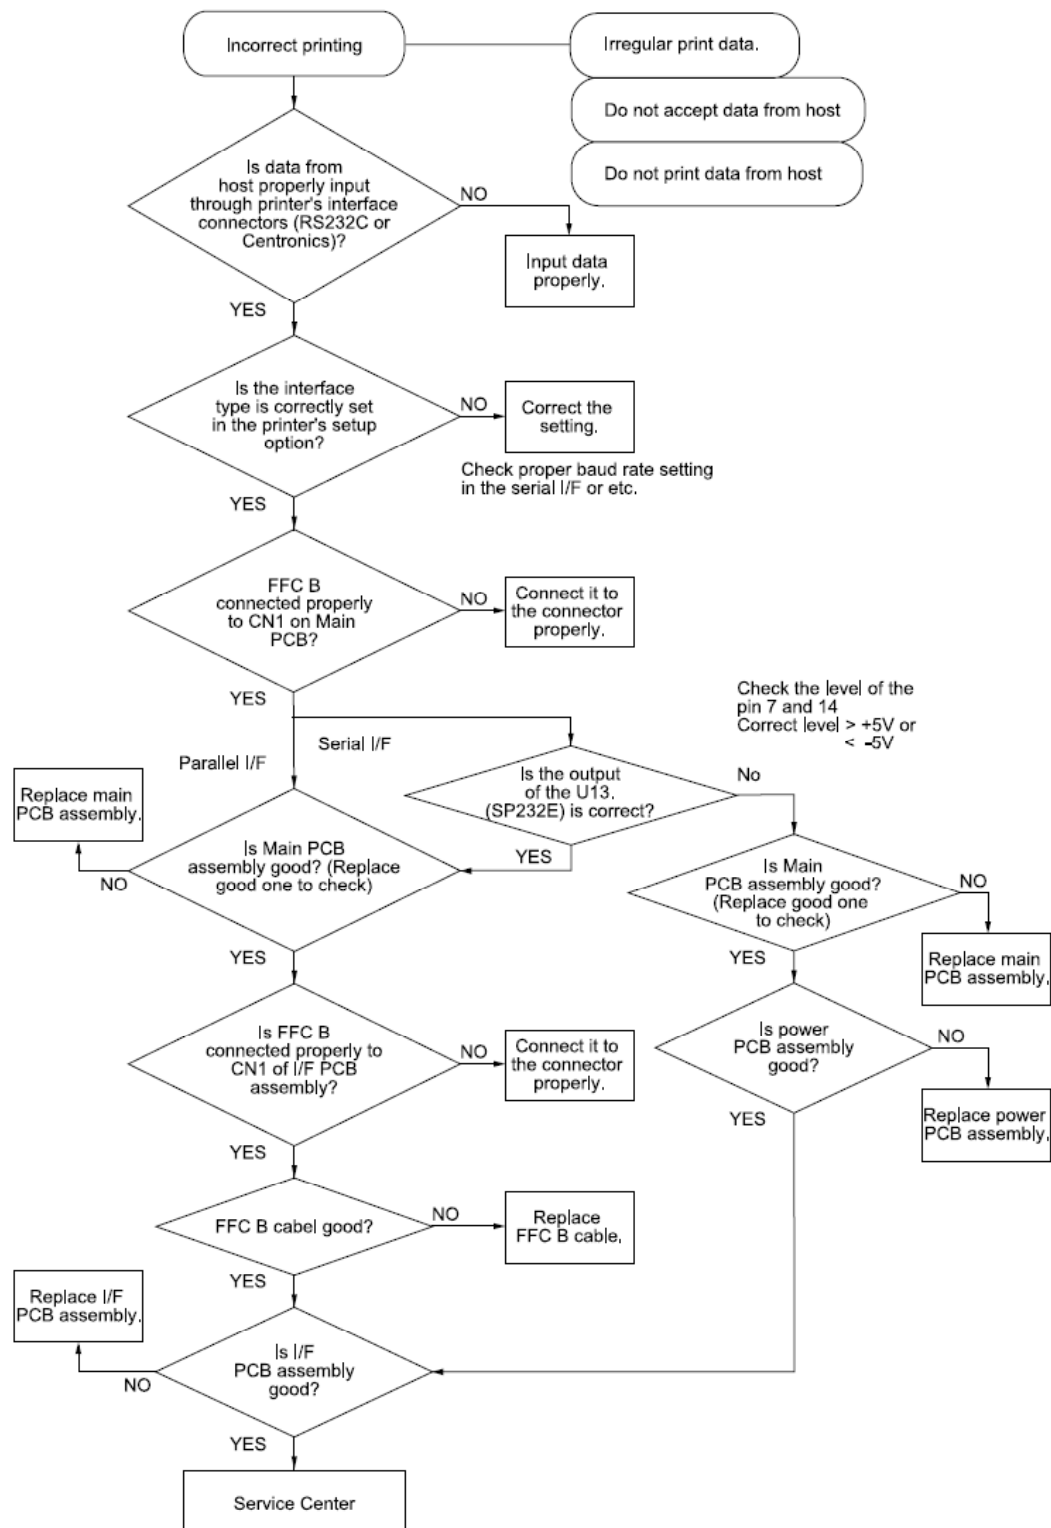 Incorrect printing
Irregular print data.
Do not accept data from host
Do not print data from host
Is data from
host properly input
through printer's interface
connectors (RS232C or
Centronics)?
NO
Input data
properly.
YES
Is the interface
type is correctly set
in the printer's setup
option?
NO
Correct the
setting.
Check proper baud rate setting
in the serial I/F or etc.
YES
FFC B
connected properly
to CN1 on Main
PCB?
NO
Connect it to
the connector
properly.
YES
Check the level of the
pin 7 and 14
Correct level > +5V or
< -5V
Serial I/F
Parallel I/F
Is the output
of the U13.
(SP232E) is correct?
No
YES
Replace main
PCB assembly.
Is Main PCB
assembly good? (Replace
good one to check)
NO
Is Main
PCB assembly good?
(Replace good one
to check)
NO
Replace main
PCB assembly.
YES
YES
Is FFC B
connected properly to
CN1 of I/F PCB
assembly?
NO
Connect it to
the connector
properly.
Is power
PCB assembly
good?
NO
Replace power
PCB assembly.
YES
YES
FFC B cabel good?
NO
Replace
FFC B cable.
YES
Replace I/F
PCB assembly.
Is I/F
PCB assembly
good?
NO
YES
Service Center